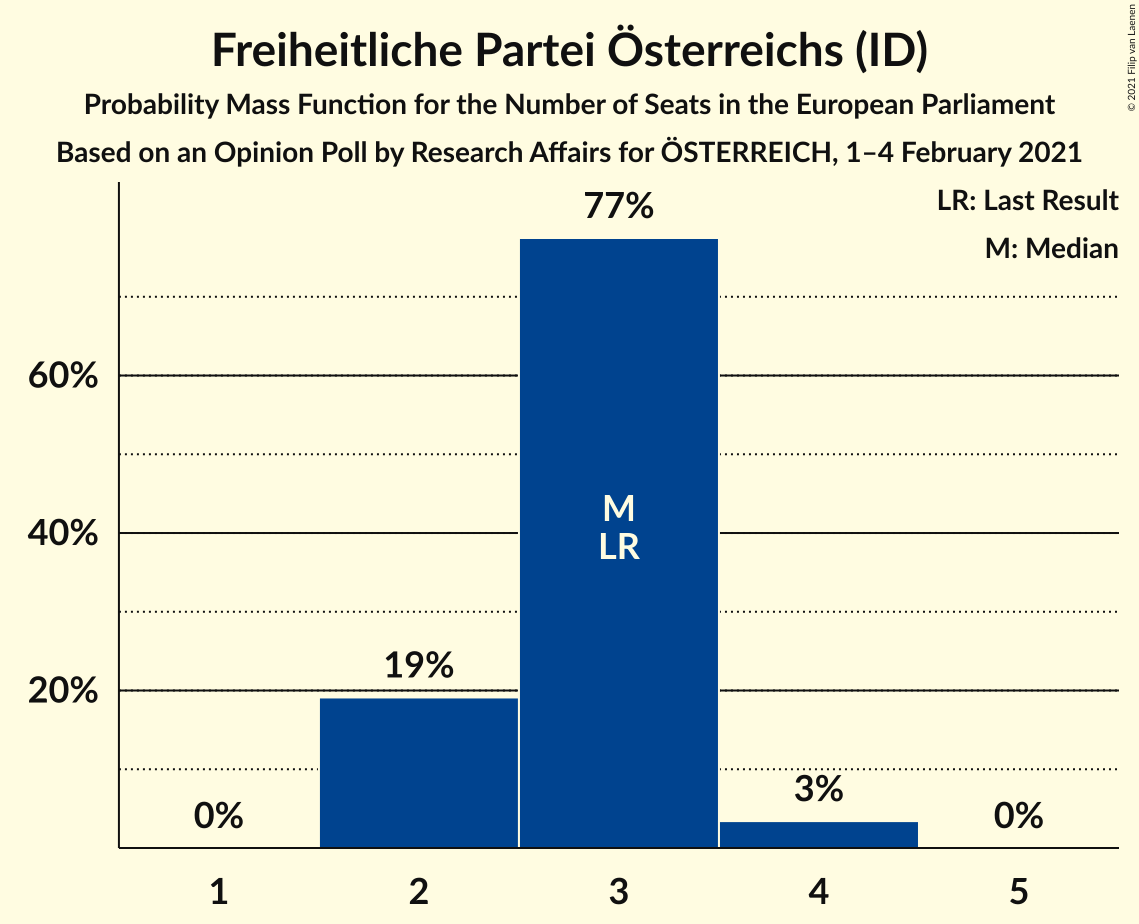 Freiheitliche Partei Österreichs (ID)
Probability Mass Function for the Number of Seats in the European Parliament
Based on an Opinion Poll by Research Affairs for ÖSTERREICH, 1–4 February 2021
© 2021 Filip van Laenen
LR: Last Result
M: Median
77%
60%
M
40%
LR
19%
20%
3%
0%
0%
1 2 3 4 5